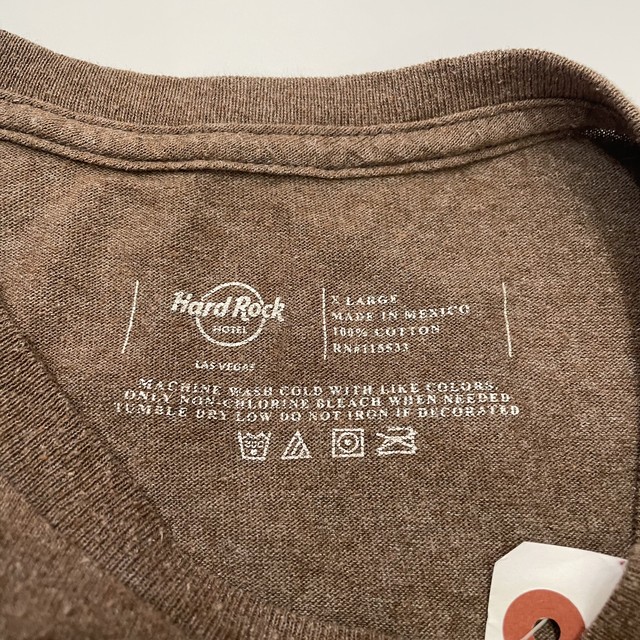 Hard Rock
HOTEL
LAS VEGAS
X LARGE
MADE IN MEXICO
100% COTTON
RN#115533
MACHINE WASH COLD WITH LIKE COLORS.
ONLY NON-CHLORINE BLEACH WHEN NEEDED
TUMBLE DRY LOW DO NOT IRON IF DECORATED